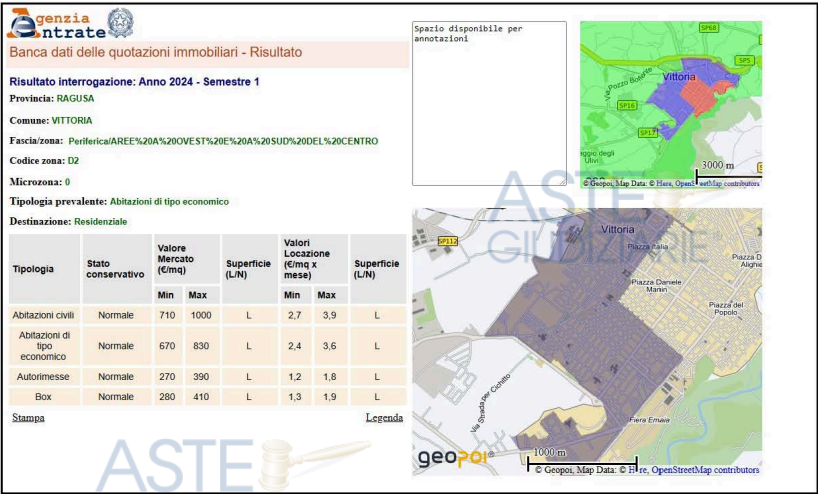 Agenzia
Entrate
Banca dati delle quotazioni immobiliari - Risultato
Risultato interrogazione: Anno 2024 - Semestre 1
Provincia: RAGUSA
Comune: VITTORIA
Fascia/zona: Periferica/AREE%20A%20OVEST%20E%20A%20SUD%20DEL%20CENTRO
Codice zona: D2
Microzona: 0
Tipologia prevalente: Abitazioni di tipo economico
Destinazione: Residenziale
Tipologia Stato conservativo Valore Mercato (€/mq) Superficie (L/N) Valori Locazione (€/mq x mese) Superficie (L/N)
Min Max Min Max
Abitazioni civili Normale 710 1000 L 2,7 3,9 L
Abitazioni di tipo economico Normale 670 830 L 2,4 3,6 L
Autorimesse Normale 270 390 L 1,2 1,8 L
Box Normale 280 410 L 1,3 1,9 L
Stampa Legenda
Spazio disponibile per
annotazioni
SP68
SP5
Vittoria
Via Pozzo Botente
SP16
SP17
Ulivi
3000 m
© Geopoi, Map Data: © Here, OpenStreetMap contributors
ASTE
GIUDIZIARIE®
SP112
Vittoria
Piazza Italia
Piazza D
Alighie
Piazza Daniele
Manin
Piazza del
Popolo
Via Strada per Cicchitto
Fiera Emaia
geopoi®
1000 m
© Geopoi, Map Data: © Here, OpenStreetMap contributors
ASTE